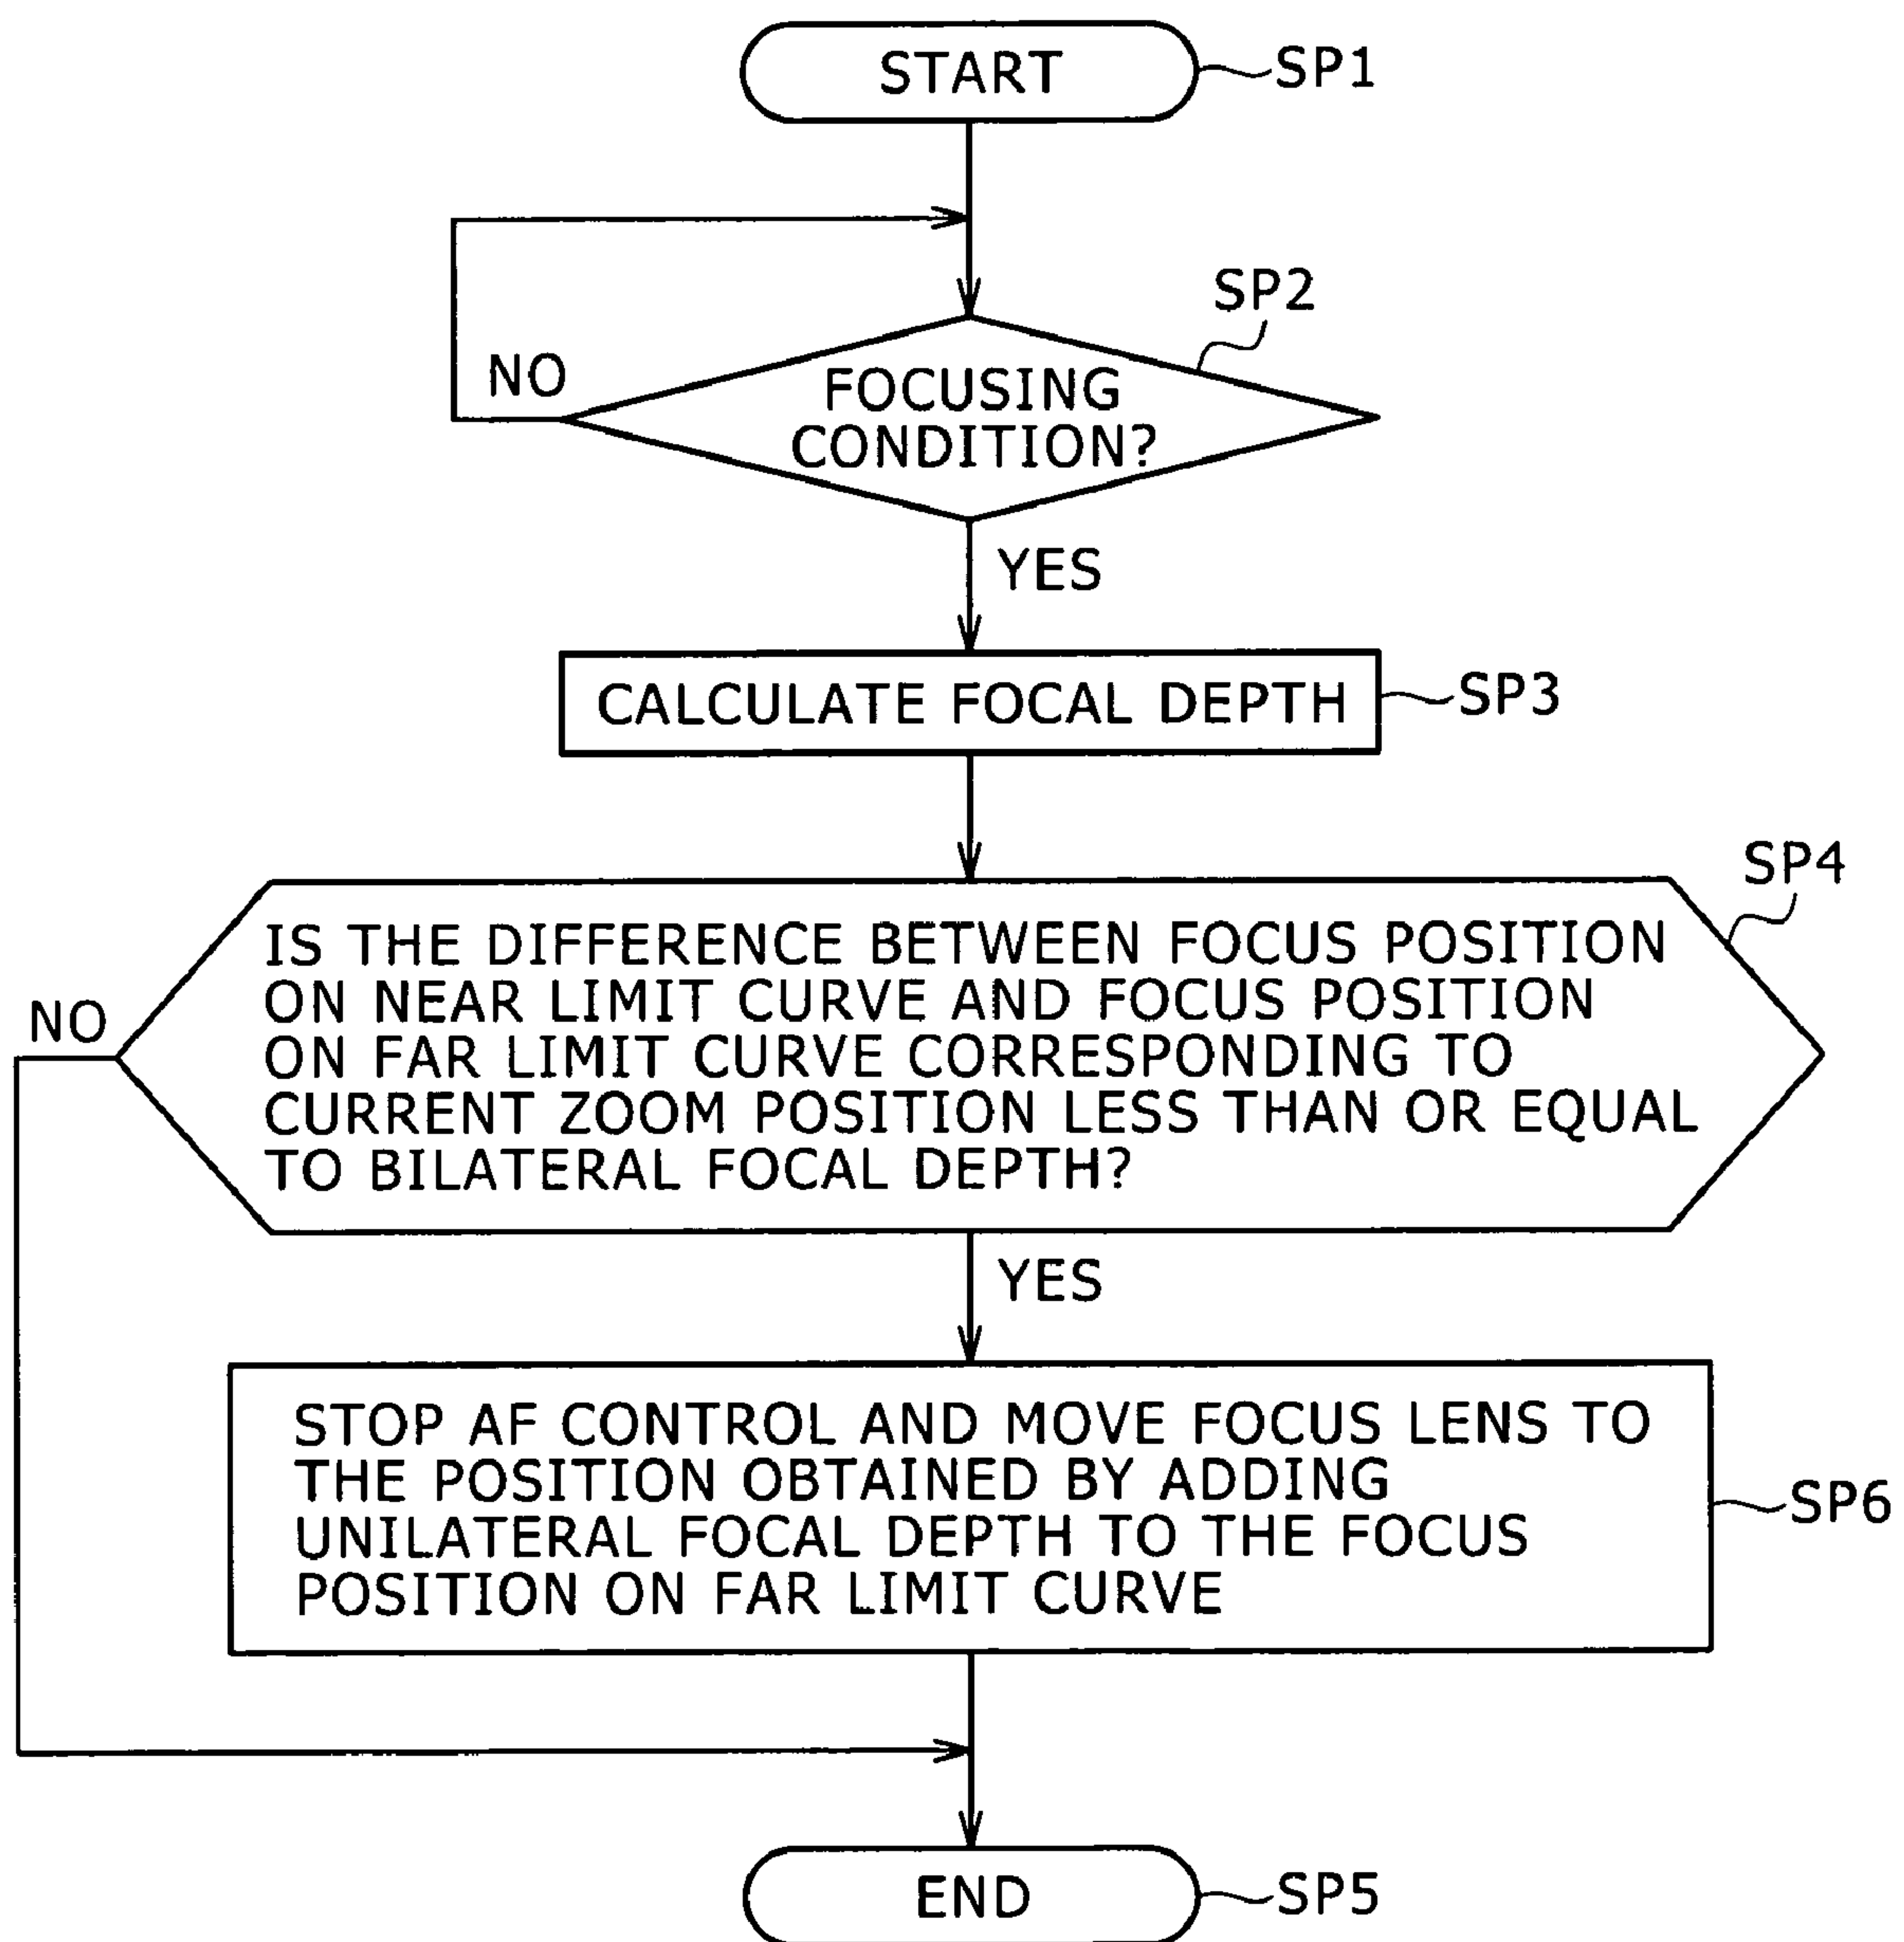 START
SP1
SP2
NO
FOCUSING
CONDITION?
YES
CALCULATE FOCAL DEPTH
SP3
SP4
IS THE DIFFERENCE BETWEEN FOCUS POSITION
ON NEAR LIMIT CURVE AND FOCUS POSITION
ON FAR LIMIT CURVE CORRESPONDING TO
CURRENT ZOOM POSITION LESS THAN OR EQUAL
TO BILATERAL FOCAL DEPTH?
NO
YES
STOP AF CONTROL AND MOVE FOCUS LENS TO
THE POSITION OBTAINED BY ADDING
UNILATERAL FOCAL DEPTH TO THE FOCUS
POSITION ON FAR LIMIT CURVE
SP6
END
SP5